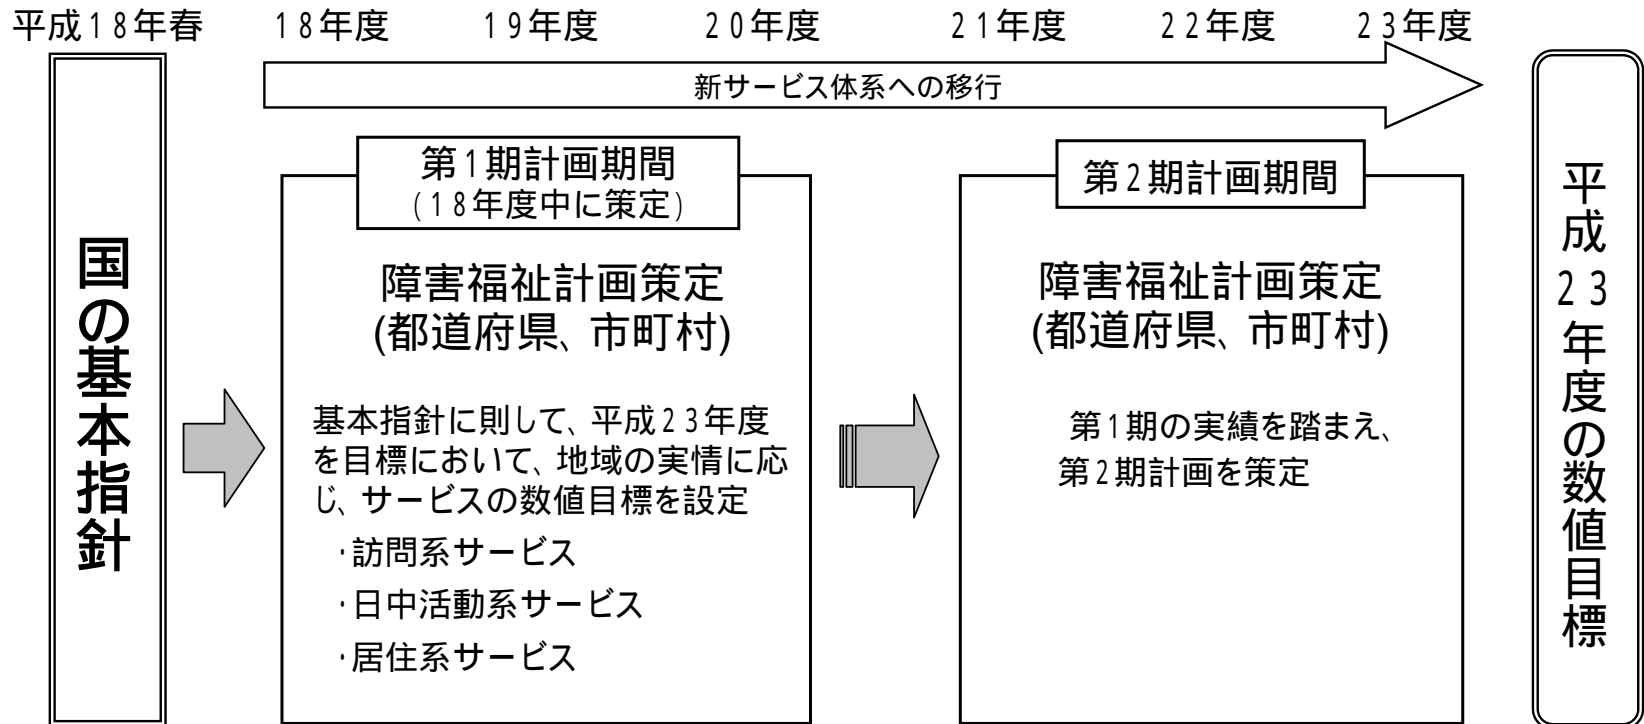 平成18年春 18年度 19年度 20年度 21年度 22年度 23年度
新サービス体系への移行
国の基本指針
第1期計画期間
(18年度中に策定)
障害福祉計画策定
(都道府県、市町村)
基本指針に則して、平成23年度
を目標において、地域の実情に応
じ、サービスの数値目標を設定
・訪問系サービス
・日中活動系サービス
・居住系サービス
第2期計画期間
障害福祉計画策定
(都道府県、市町村)
第1期の実績を踏まえ、
第2期計画を策定
平成23年度の数値目標